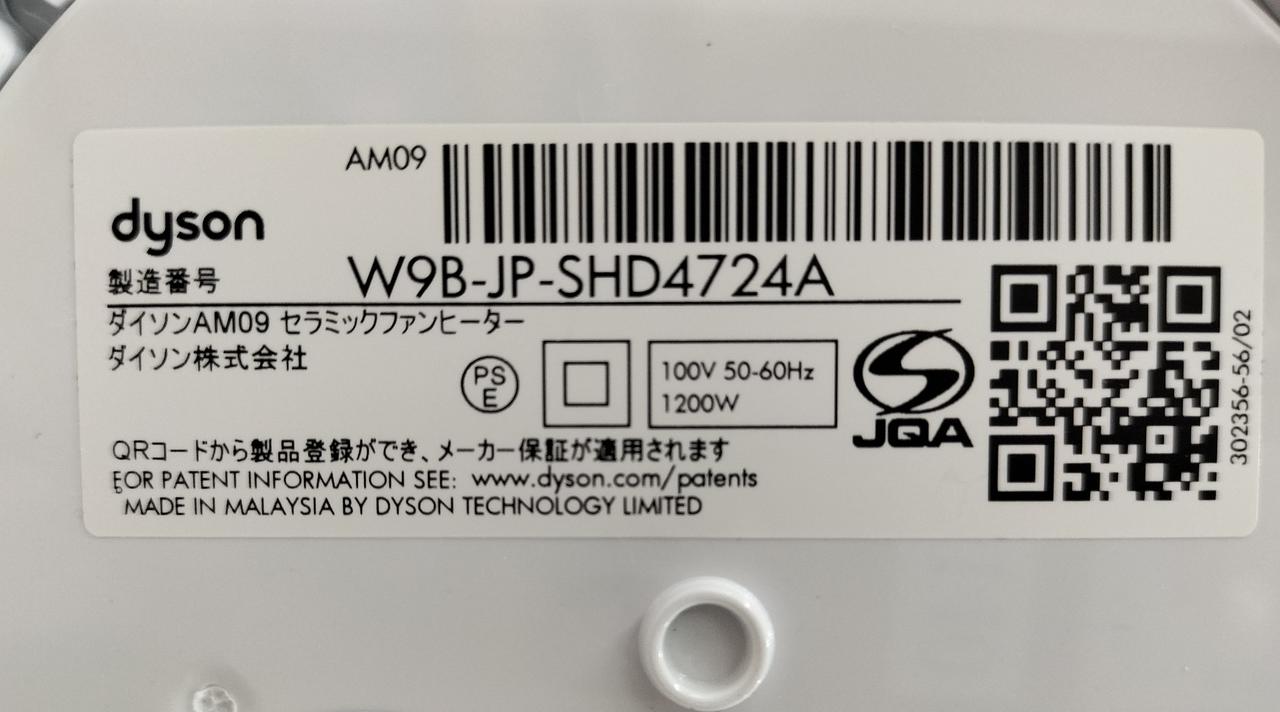 AM09
dyson
製造番号 W9B-JP-SHD4724A
ダイソンAM09 セラミックファンヒーター
ダイソン株式会社
PS
E
100V 50-60Hz
1200W
JQA
QRコードから製品登録ができ、メーカー保証が適用されます
FOR PATENT INFORMATION SEE: www.dyson.com/patents
MADE IN MALAYSIA BY DYSON TECHNOLOGY LIMITED
302356-56/02